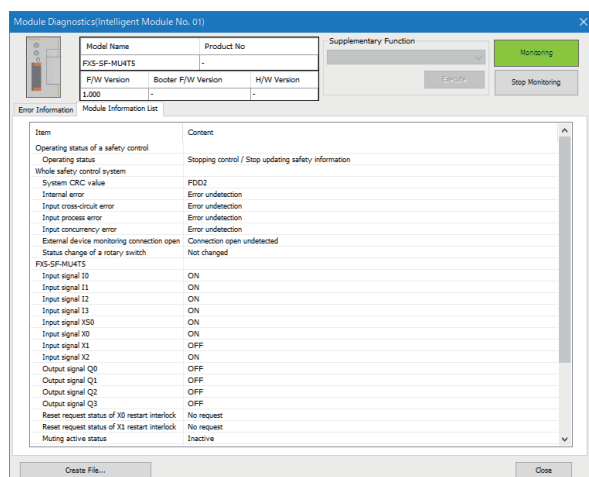 Module Diagnostics(Intelligent Module No. 01)
Model Name Product No
FX5-SF-MU4T5 -
F/W Version Booter F/W Version H/W Version
1.000 - -
Supplementary Function
Execute
Monitoring
Stop Monitoring
Error Information Module Information List
Item Content
Operating status of a safety control
Operating status Stopping control / Stop updating safety information
Whole safety control system
System CRC value FDD2
Internal error Error undetection
Input cross-circuit error Error undetection
Input process error Error undetection
Input concurrency error Error undetection
External device monitoring connection open Connection open undetected
Status change of a rotary switch Not changed
FX5-SF-MU4T5
Input signal I0 ON
Input signal I1 ON
Input signal I2 ON
Input signal I3 ON
Input signal XS0 ON
Input signal X0 ON
Input signal X1 OFF
Input signal X2 ON
Output signal Q0 OFF
Output signal Q1 OFF
Output signal Q2 OFF
Output signal Q3 OFF
Reset request status of X0 restart interlock No request
Reset request status of X1 restart interlock No request
Muting active status Inactive
Create File...
Close